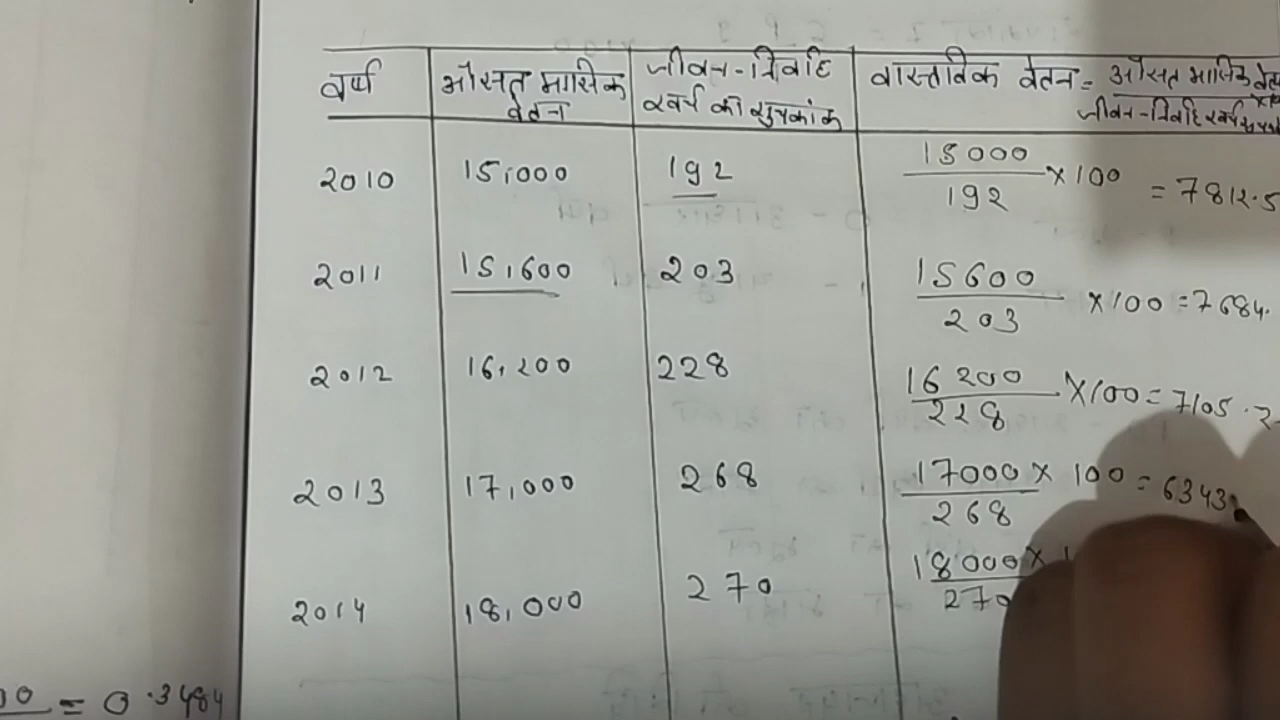 वर्ष औसत मासिक वेतन जीवन-निर्वाह खर्च का सूचकांक वास्तविक वेतन = औसत मासिक
जीवन-निर्वाह खर्च
2010 15,000 192 15000/192 ×100 = 7812.5
2011 15,600 203 15600/203 ×100 = 7684.
2012 16,200 228 16200/228 ×100 = 7105.2
2013 17,000 268 17000/268 × 100 = 6343
2014 18,000 270 18000/270 ×
= 0.3484